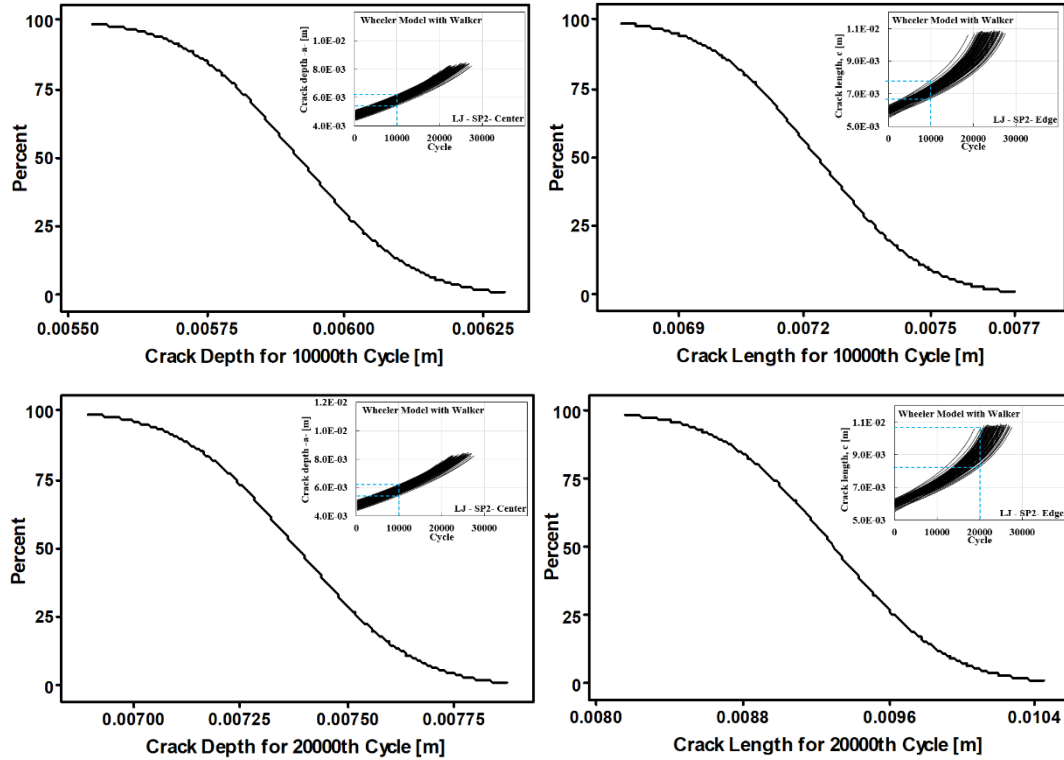 Wheeler Model with Walker
100
75
50
25
0
Percent
1.0E-02
8.0E-03
6.0E-03
4.0E-03
Crack depth -a- [m]
LJ - SP2- Center
0 10000 20000 30000
Cycle
0.00550 0.00575 0.00600 0.00625
Crack Depth for 10000th Cycle [m]
Wheeler Model with Walker
100
75
50
25
0
Percent
1.1E-02
9.0E-03
7.0E-03
5.0E-03
Crack length, c [m]
LJ - SP2- Edge
0 10000 20000 30000
Cycle
0.0069 0.0072 0.0075 0.0077
Crack Length for 10000th Cycle [m]
1.2E-02
Wheeler Model with Walker
100
75
50
25
0
Percent
1.0E-02
8.0E-03
6.0E-03
4.0E-03
Crack depth -a- [m]
LJ - SP2- Center
0 10000 20000 30000
Cycle
0.00700 0.00725 0.00750 0.00775
Crack Depth for 20000th Cycle [m]
Wheeler Model with Walker
100
75
50
25
0
Percent
1.1E-02
9.0E-03
7.0E-03
5.0E-03
Crack length, c [m]
LJ - SP2- Edge
0 10000 20000 30000
Cycle
0.0080 0.0088 0.0096 0.0104
Crack Length for 20000th Cycle [m]